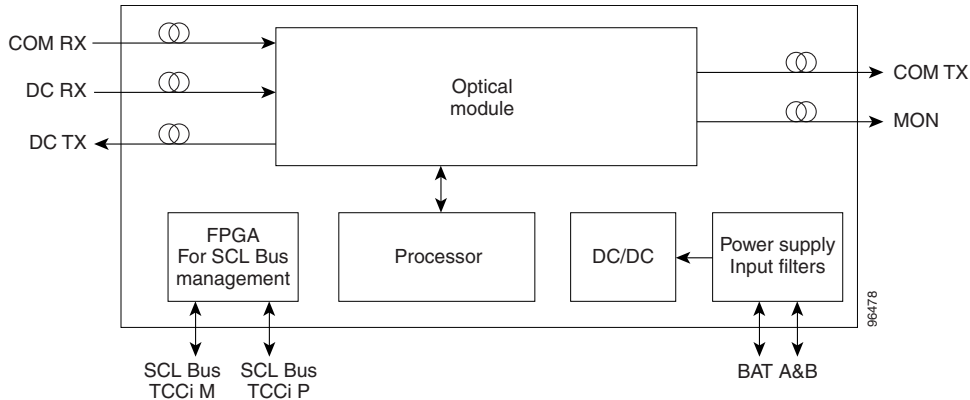 COM RX
DC RX
DC TX
Optical
module
COM TX
MON
FPGA
For SCL Bus
management
Processor
DC/DC
Power supply
Input filters
96478
SCL Bus
TCCi M
SCL Bus
TCCi P
BAT A&B